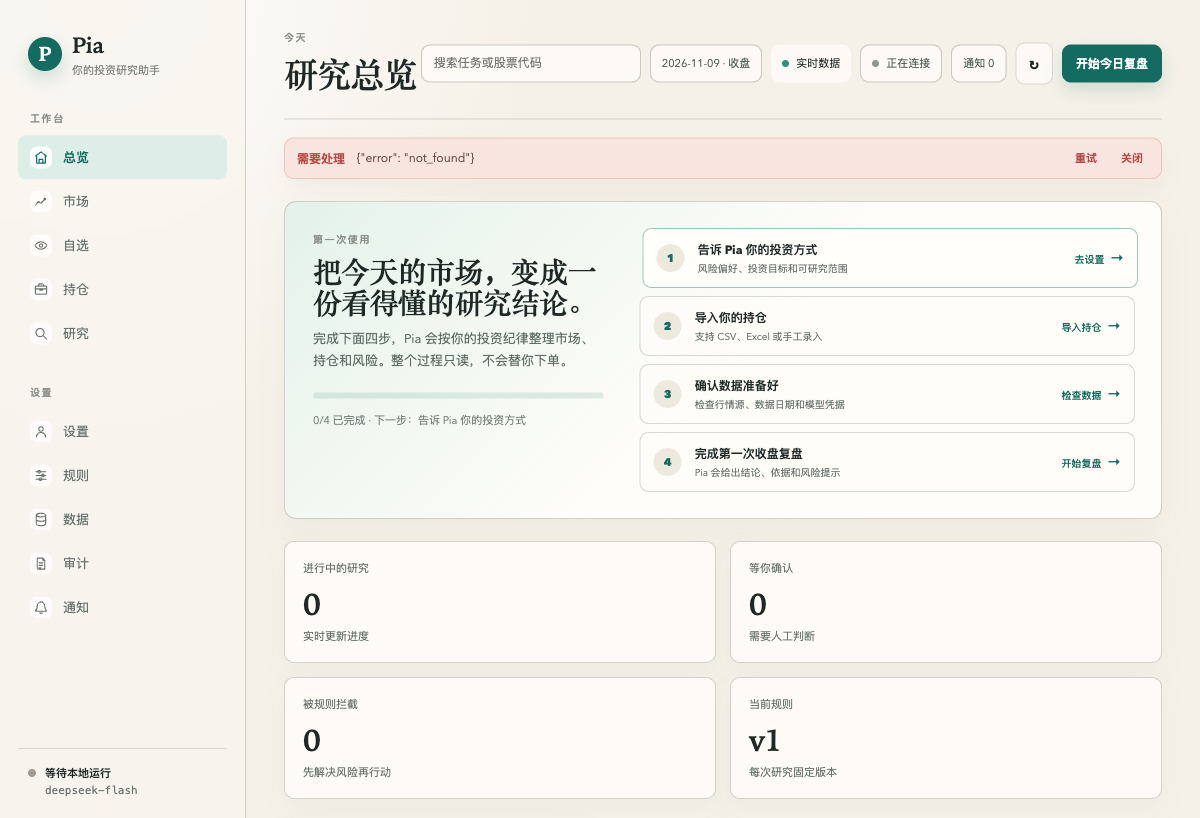 P
Pia
你的投资研究助手
工作台
总览
市场
自选
持仓
研究
设置
设置
规则
数据
审计
通知
等待本地运行
deepseek-flash
今天
研究总览
搜索任务或股票代码
2026-11-09 · 收盘
实时数据
正在连接
通知 0
↻
开始今日复盘
需要处理 {"error": "not_found"}
重试
关闭
第一次使用
把今天的市场，变成一
份看得懂的研究结论。
完成下面四步，Pia 会按你的投资纪律整理市场、
持仓和风险。整个过程只读，不会替你下单。
0/4 已完成 · 下一步：告诉 Pia 你的投资方式
1
告诉 Pia 你的投资方式
风险偏好、投资目标和可研究范围
去设置 →
2
导入你的持仓
支持 CSV、Excel 或手工录入
导入持仓 →
3
确认数据准备好
检查行情源、数据日期和模型凭据
检查数据 →
4
完成第一次收盘复盘
Pia 会给出结论、依据和风险提示
开始复盘 →
进行中的研究
0
实时更新进度
等你确认
0
需要人工判断
被规则拦截
0
先解决风险再行动
当前规则
v1
每次研究固定版本